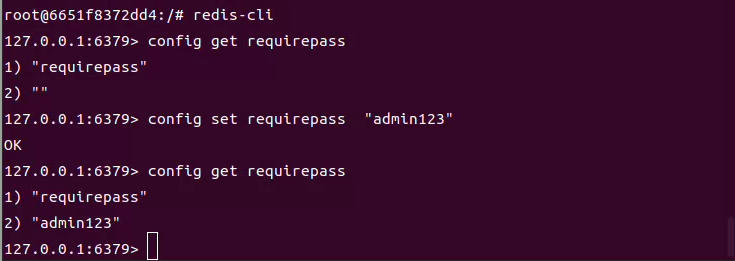 root@6651f8372dd4:/# redis-cli
127.0.0.1:6379> config get requirepass
1) "requirepass"
2) ""
127.0.0.1:6379> config set requirepass  "admin123"
OK
127.0.0.1:6379> config get requirepass
1) "requirepass"
2) "admin123"
127.0.0.1:6379>